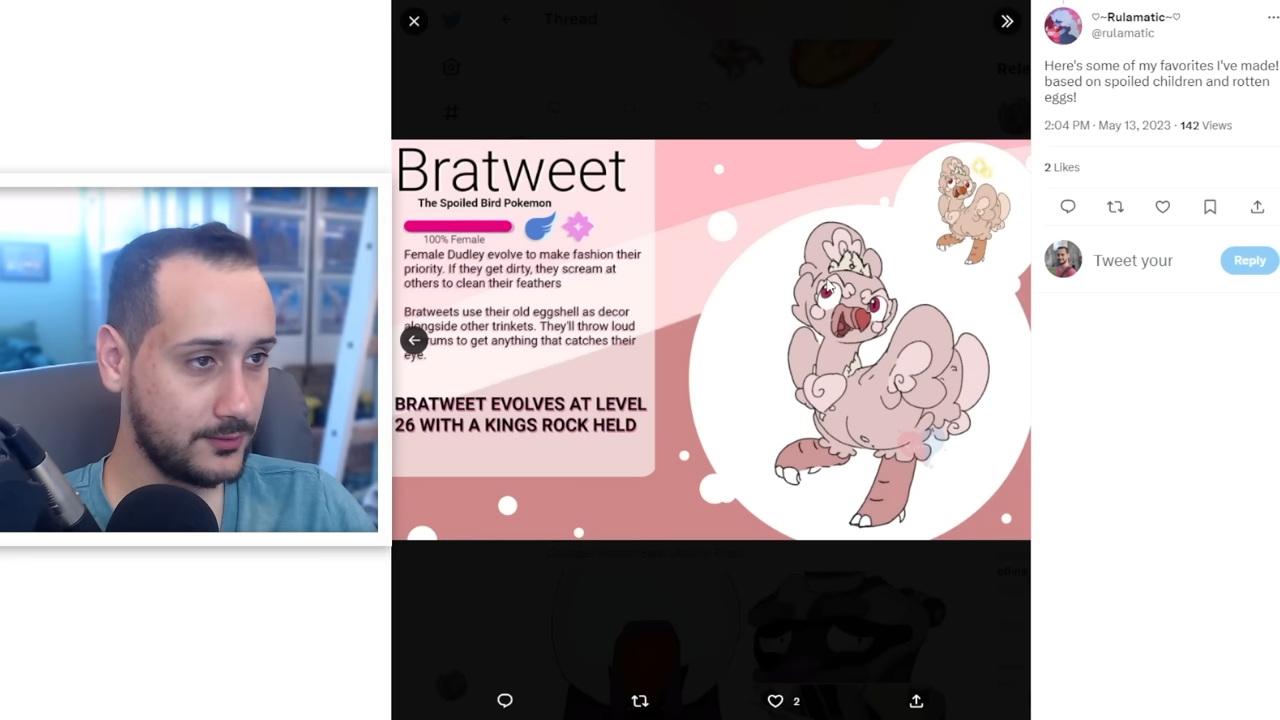 Thread
♡~Rulamatic~♡
@rulamatic
Here's some of my favorites I've made!
based on spoiled children and rotten
eggs!
2:04 PM · May 13, 2023 · 142 Views
2 Likes
Tweet your
Reply
Bratweet
The Spoiled Bird Pokemon
100% Female
Female Dudley evolve to make fashion their
priority. If they get dirty, they scream at
others to clean their feathers
Bratweets use their old eggshell as decor
alongside other trinkets. They'll throw loud
rums to get anything that catches their
eye.
BRATWEET EVOLVES AT LEVEL
26 WITH A KINGS ROCK HELD
2